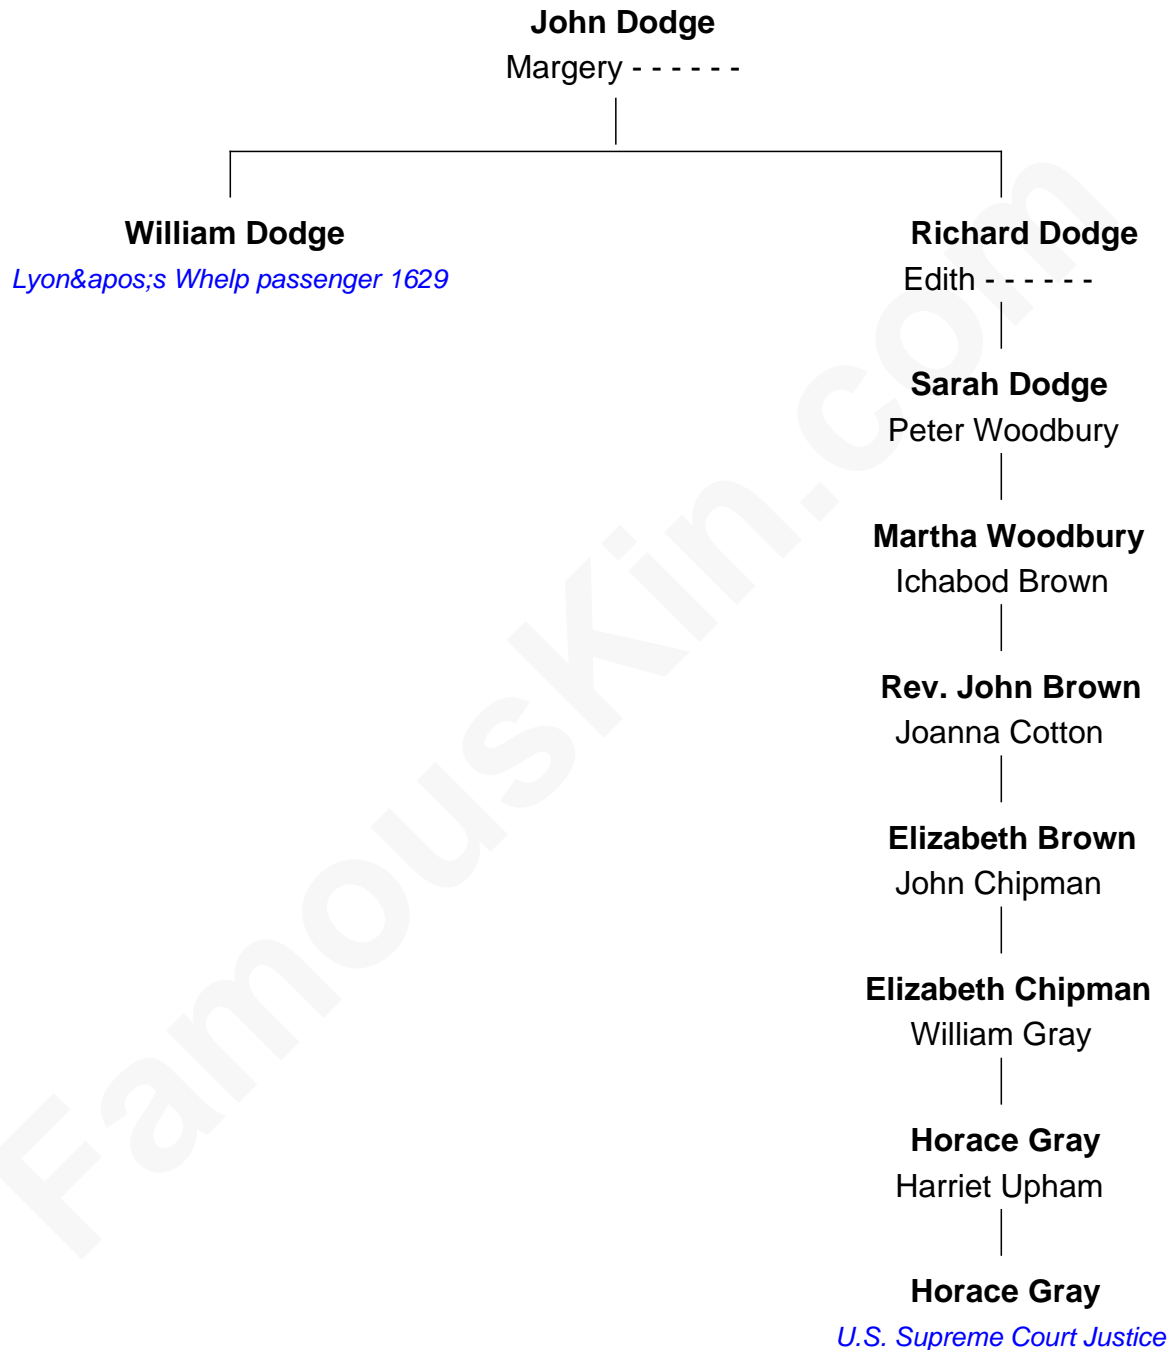 John Dodge
Margery - - - - - -
William Dodge
Lyon&apos;s Whelp passenger 1629
Richard Dodge
Edith - - - - - -
Sarah Dodge
Peter Woodbury
Martha Woodbury
Ichabod Brown
Rev. John Brown
Joanna Cotton
Elizabeth Brown
John Chipman
Elizabeth Chipman
William Gray
Horace Gray
Harriet Upham
Horace Gray
U.S. Supreme Court Justice
FamousKin.com